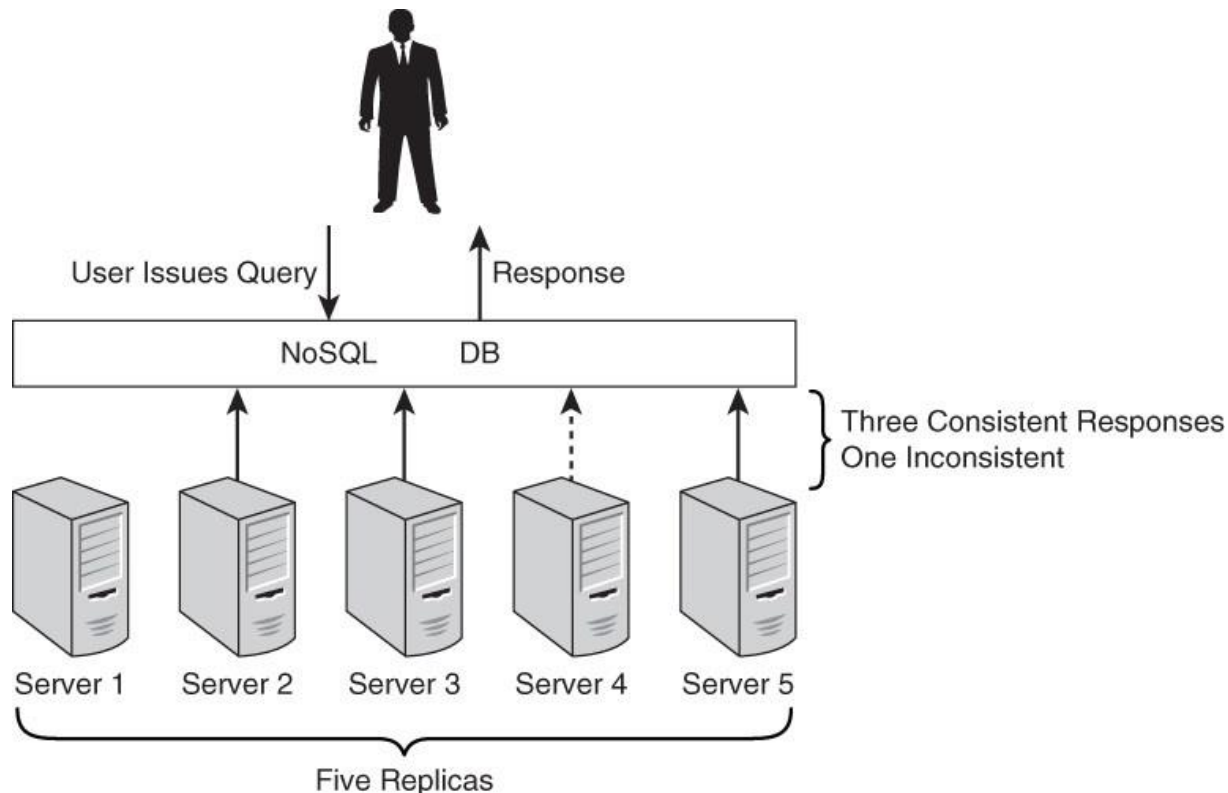 User Issues Query
Response
NoSQL DB
Three Consistent Responses
One Inconsistent
Server 1 Server 2 Server 3 Server 4 Server 5
Five Replicas